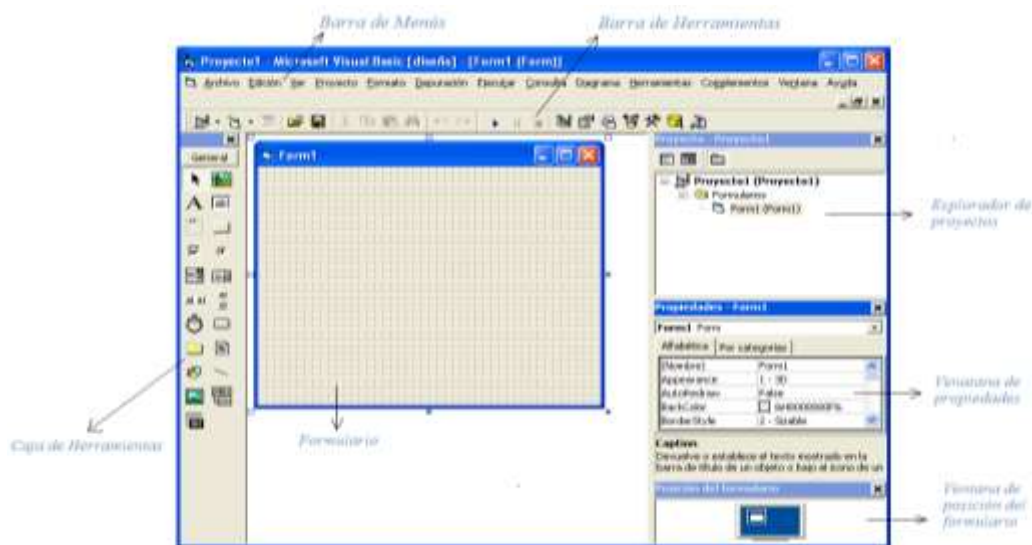 Barra de Menús
Barra de Herramientas
Proyecto1 - Microsoft Visual Basic [diseño] - [Form1 (Form)]
Archivo Edición Ver Proyecto Formato Depuración Ejecutar Consulta Diagrama Herramientas Complementos Ventana Ayuda
General
Form1
Proyecto - Proyecto1
Proyecto1 (Proyecto1)
Formularios
Form1 (Form1)
Explorador de
proyectos
Propiedades - Form1
Form1 Form
Alfabética Por categorías
(Nombre) Form1
Appearance 1 - 3D
AutoRedraw False
BackColor
BorderStyle 2 - Sizable
Ventana de
propiedades
Caption
Devuelve o establece el texto mostrado en la
barra de título de un objeto o bajo el icono de un
Caja de Herramientas
Formulario
Posición del formulario
Ventana de
posición del
formulario